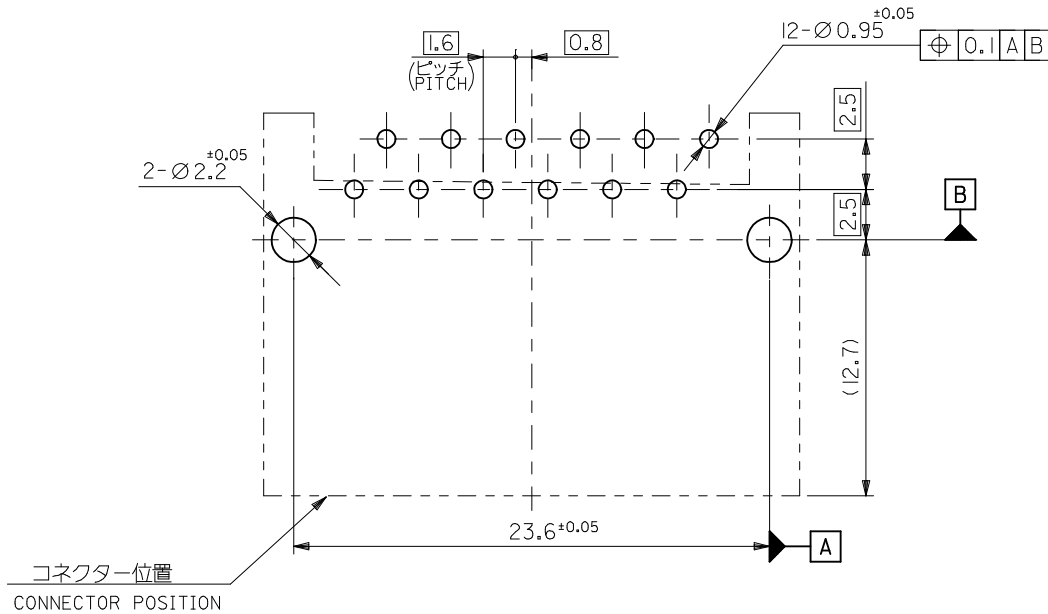 1.6
0.8
12-Ø0.95 ±0.05
⌖ 0.1 A B
(ピッチ
PITCH)
2.5
2-Ø2.2 ±0.05
2.5
B
(12.7)
23.6±0.05
A
コネクター位置
CONNECTOR POSITION